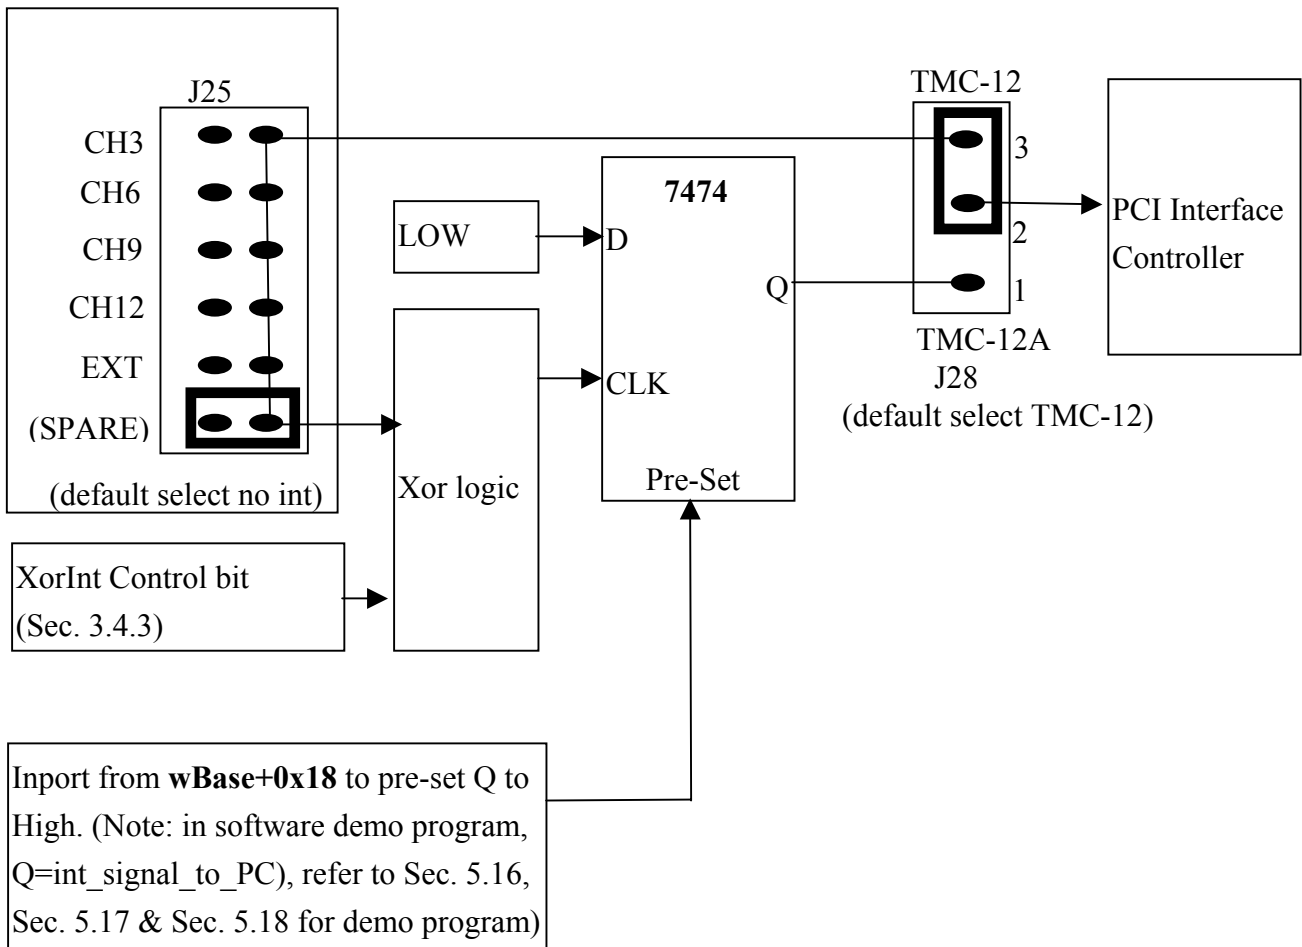 J25
CH3
CH6
CH9
CH12
EXT
(SPARE)
(default select no int)
XorInt Control bit
(Sec. 3.4.3)
LOW
Xor logic
7474
D
Q
CLK
Pre-Set
TMC-12
3
2
1
TMC-12A
J28
(default select TMC-12)
PCI Interface
Controller
Inport from wBase+0x18 to pre-set Q to
High. (Note: in software demo program,
Q=int_signal_to_PC), refer to Sec. 5.16,
Sec. 5.17 & Sec. 5.18 for demo program)